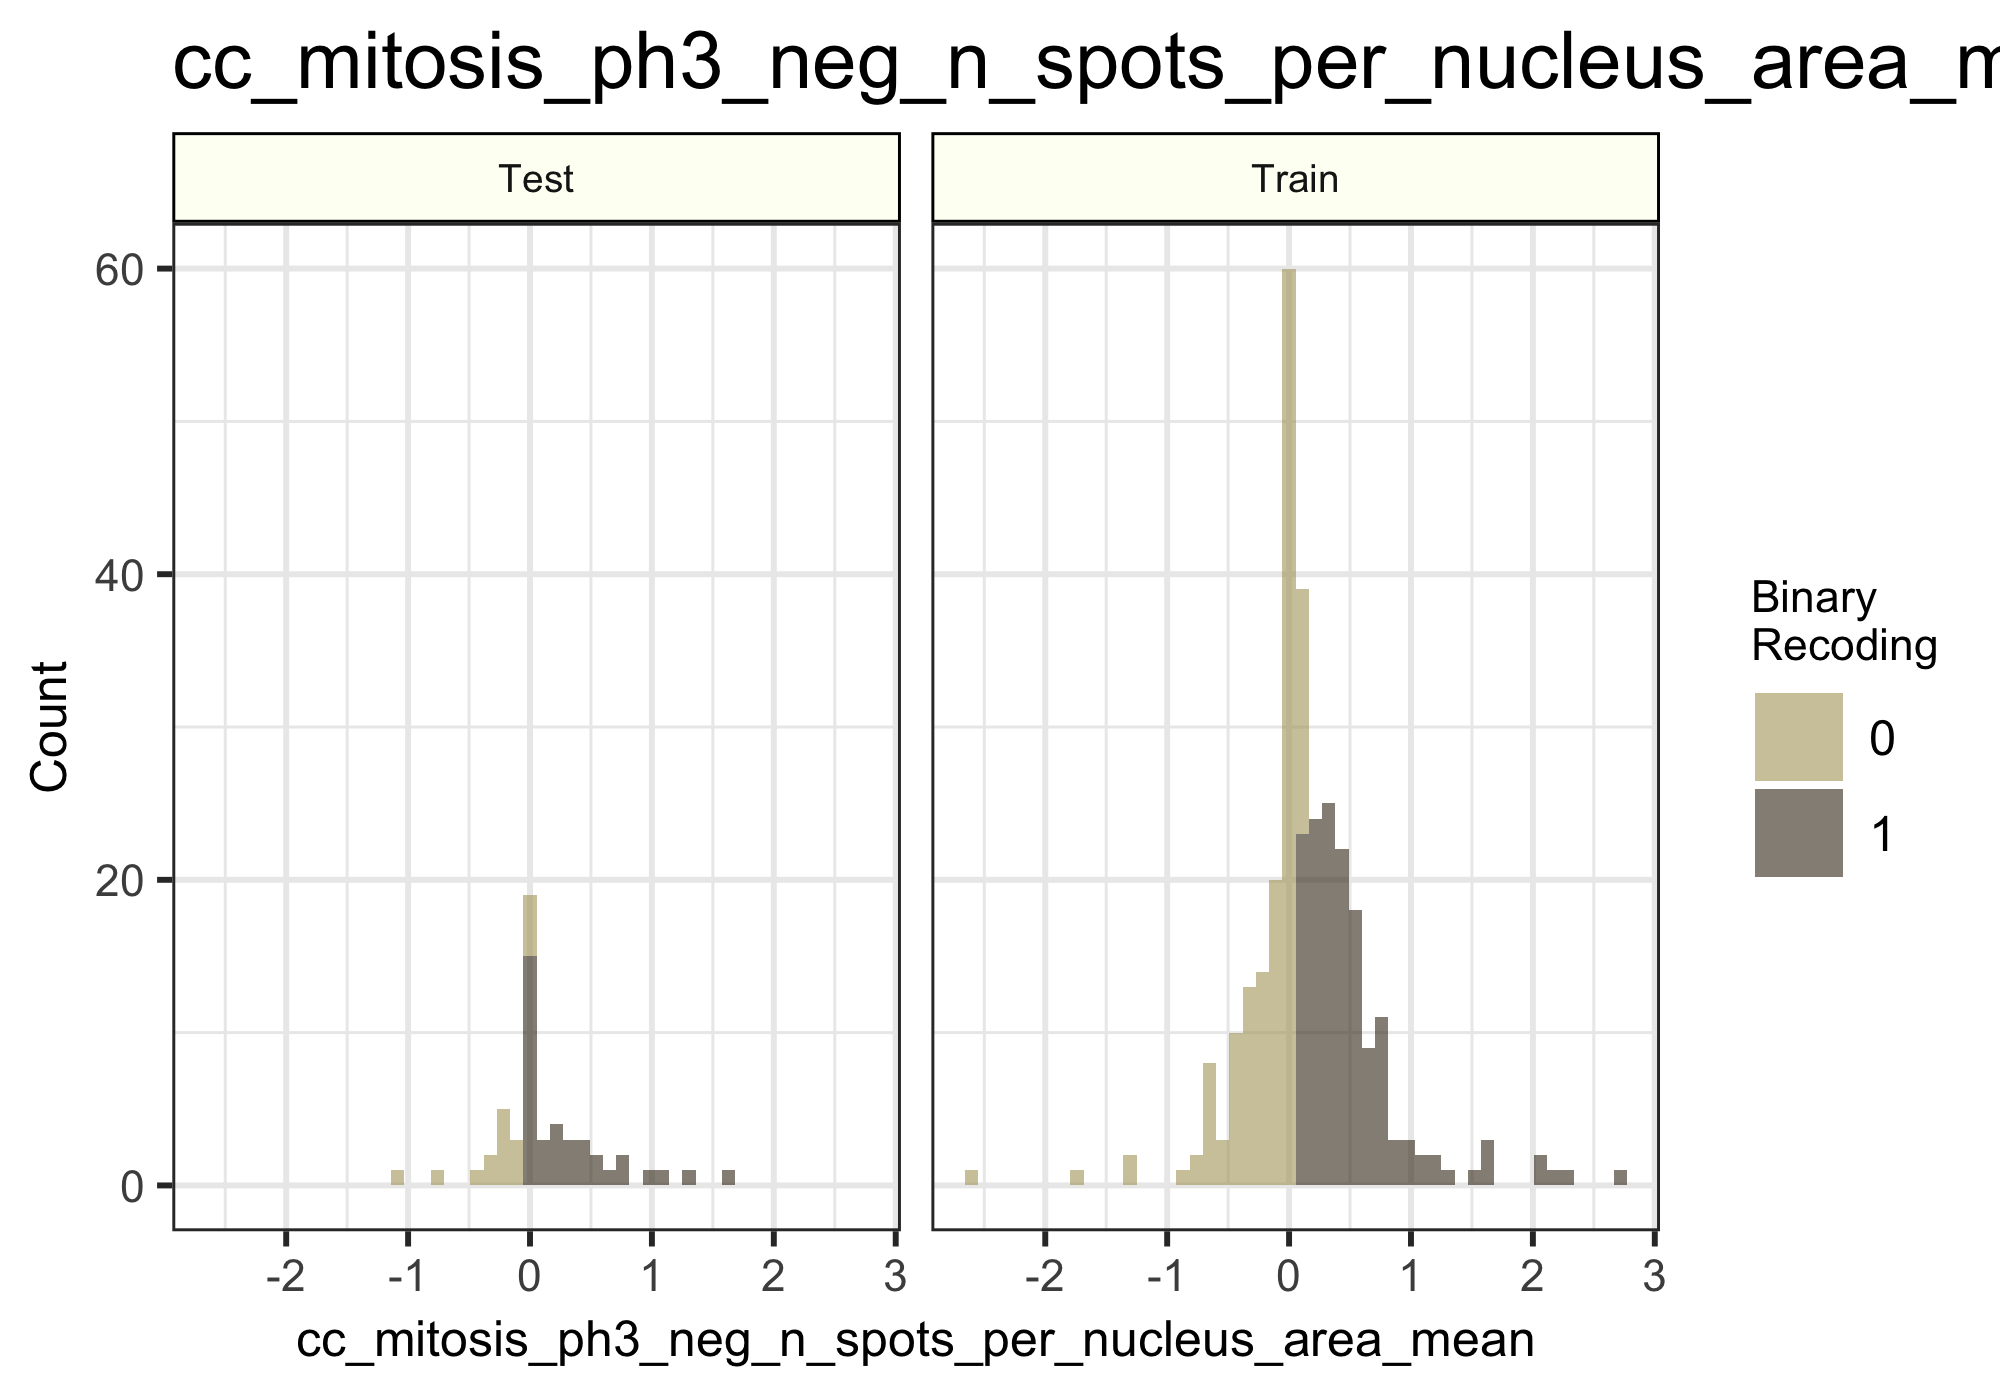 cc_mitosis_ph3_neg_n_spots_per_nucleus_area_m
Test
Train
60
40
20
0
Count
-2 -1 0 1 2 3
-2 -1 0 1 2 3
cc_mitosis_ph3_neg_n_spots_per_nucleus_area_mean
Binary
Recoding
0
1